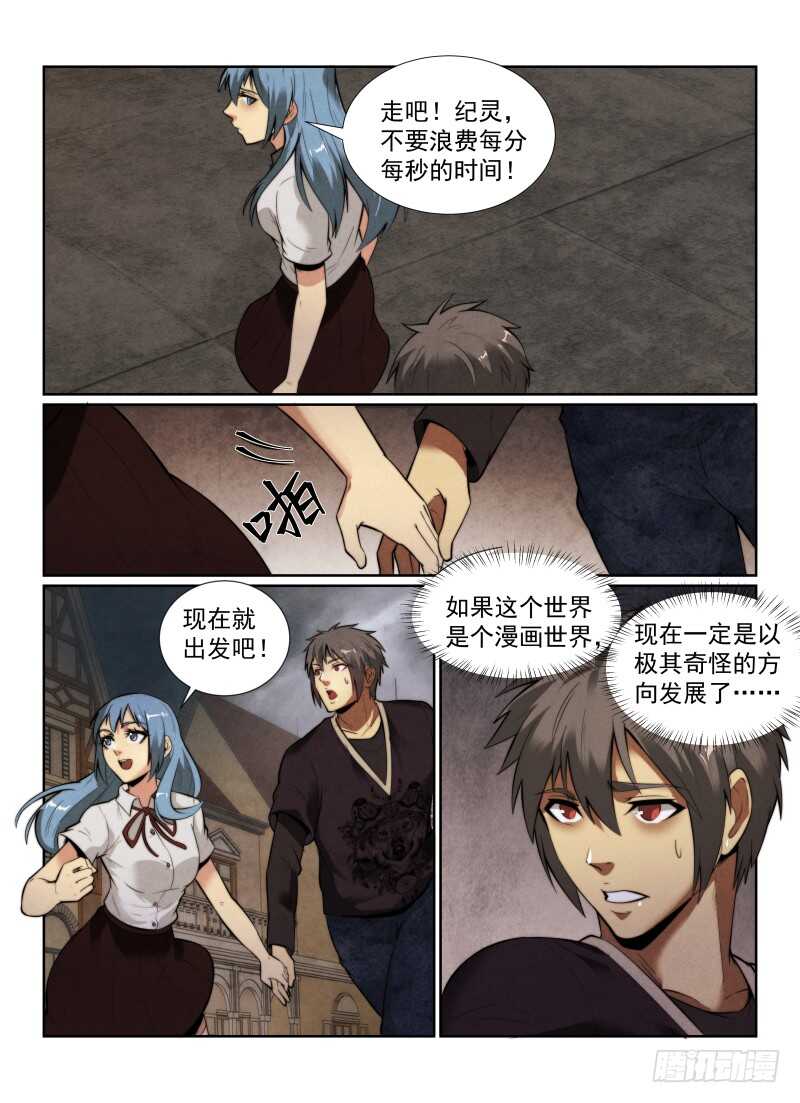 走吧！纪灵，
不要浪费每分
每秒的时间！
啪
现在就
出发吧！
如果这个世界
是个漫画世界，
现在一定是以
极其奇怪的方
向发展了……
腾讯动漫